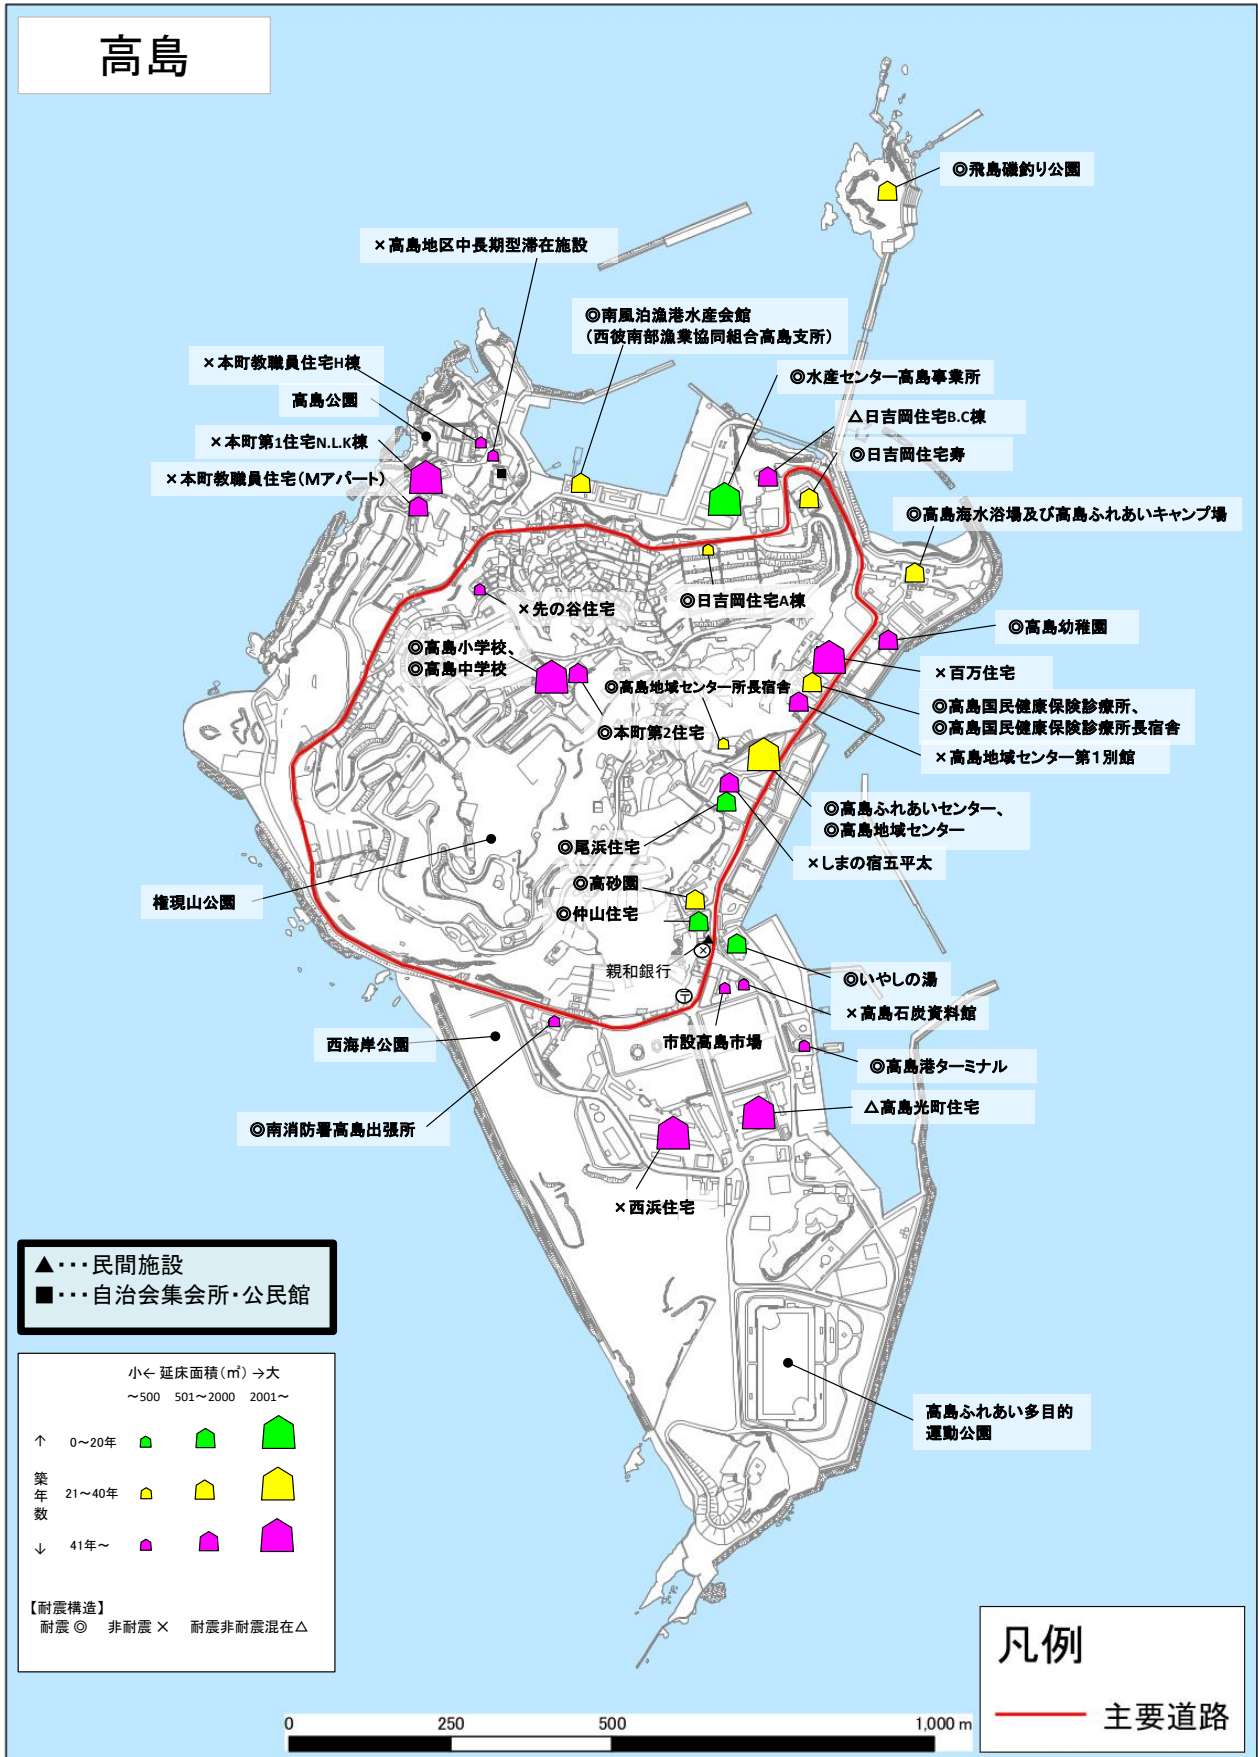 高島
◎飛島磯釣り公園
×高島地区中長期型滞在施設
◎南風泊漁港水産会館
(西彼南部漁業協同組合高島支所)
×本町教職員住宅H棟
◎水産センター高島事業所
高島公園
△日吉岡住宅B.C棟
×本町第1住宅N.L.K棟
◎日吉岡住宅寿
×本町教職員住宅(Mアパート)
◎高島海水浴場及び高島ふれあいキャンプ場
◎日吉岡住宅A棟
×先の谷住宅
◎高島幼稚園
◎高島小学校、
◎高島中学校
×百万住宅
◎高島地域センター所長宿舎
◎高島国民健康保険診療所、
◎高島国民健康保険診療所長宿舎
◎本町第2住宅
×高島地域センター第1別館
◎高島ふれあいセンター、
◎高島地域センター
◎尾浜住宅
×しまの宿五平太
◎高砂園
権現山公園
◎仲山住宅
親和銀行
◎いやしの湯
×高島石炭資料館
西海岸公園
市設高島市場
◎高島港ターミナル
◎南消防署高島出張所
△高島光町住宅
×西浜住宅
▲･･･民間施設
■･･･自治会集会所･公民館
小← 延床面積(㎡) →大
～500 501～2000 2001～
↑ 0～20年
築年数 21～40年
↓ 41年～
【耐震構造】
耐震◎ 非耐震× 耐震非耐震混在△
高島ふれあい多目的
運動公園
凡例
主要道路
0 250 500 1,000 m